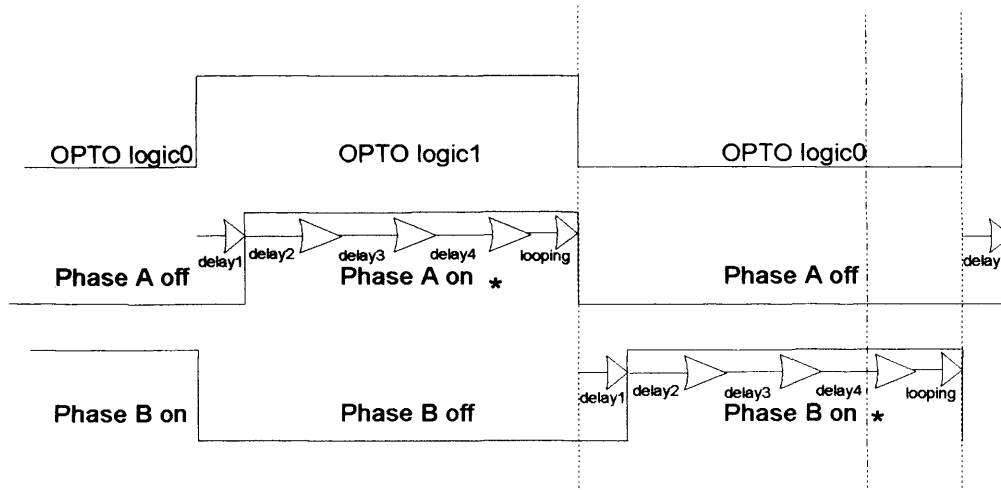 OPTO logic0 OPTO logic1 OPTO logic0
delay1 delay2 delay3 delay4 looping delay
Phase A off Phase A on * Phase A off
delay1 delay2 delay3 delay4 looping
Phase B on Phase B off Phase B on *